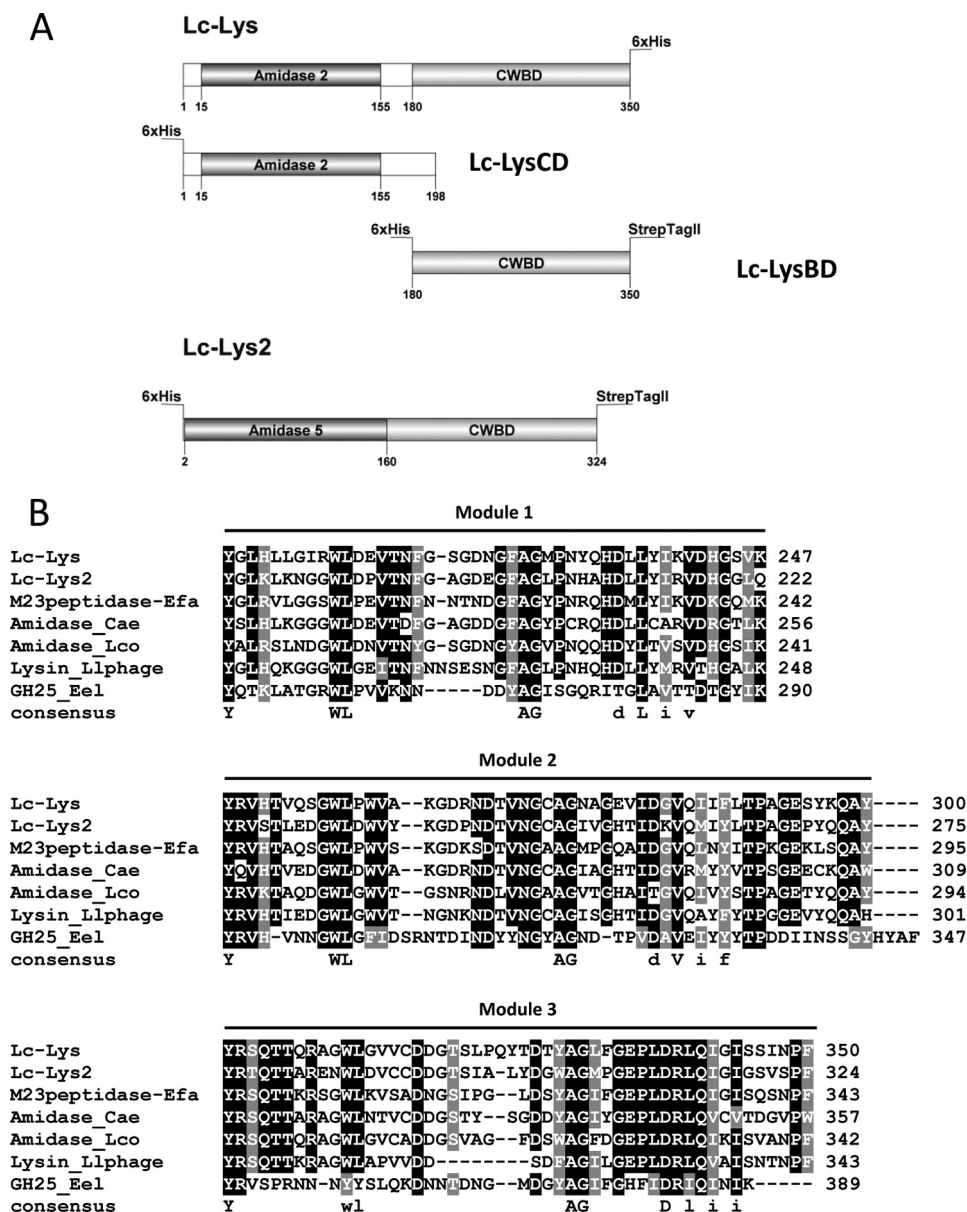 A
Lc-Lys
6xHis
Amidase 2 CWBD
1 15 155 180 350
6xHis
Amidase 2
Lc-LysCD
1 15 155 198
6xHis StrepTagII
CWBD
Lc-LysBD
180 350
Lc-Lys2
6xHis StrepTagII
Amidase 5 CWBD
2 160 324
B
Module 1
Lc-Lys YGLHLLGIRWLDEVTNFG-SGDNGFAGMPNYQHDLLYIKVDHGSVK 247
Lc-Lys2 YGLKLKNGGWLDPVTNFG-AGDEGFAGLPNHAHDLLYIRVDHGGLQ 222
M23peptidase-Efa YGLRVLGGSWLPEVTNFN-NTNDGFAGYPNRQHDMLYIKVDKGQMK 242
Amidase_Cae YSLHLKGGGWLDEVTDFG-AGDDGFAGYPCRQHDLLCARVDRGTLK 256
Amidase_Lco YALRSLNDGWLDNVTNYG-SGDNGYAGVPNQQHDYLTVSVDHGSIK 241
Lysin_Llphage YGLHQKGGGWLGEITNFNNSESNGFAGLPNHQHDLLYMRVTHGALK 248
GH25_Eel YQTKLATGRWLPVVKNN-----DDYAGISGQRITGLAVTTDTGYIK 290
consensus Y WL AG d L i v
Module 2
Lc-Lys YRVHTVQSGWLPWVA--KGDRNDTVNGCAGNAGEVIDGVQIIFLTPAGESYKQAY---- 300
Lc-Lys2 YRVSTLEDGWLDWVY--KGDPNDTVNGCAGIVGHTIDKVQMIYLTPAGEPYQQAY---- 275
M23peptidase-Efa YRVHTAQSGWLPWVS--KGDKSDTVNGAAGMPGQAIDGVQLNYITPKGEKLSQAY---- 295
Amidase_Cae YQVHTVEDGWLDWVS--KGDRNDTVNGCAGIAGHTIDGVRMYYVTPSGEECKQAW---- 309
Amidase_Lco YRVKTAQDGWLGWVT--GSNRNDLVNGAAGVTGHAITGVQIVYSTPAGETYQQAY---- 294
Lysin_Llphage YRVHTIEDGWLGWVT--NGNKNDTVNGCAGISGHTIDGVQAYFYTPGGEVYQQAH---- 301
GH25_Eel YRVH-VNNGWLGFIDSRNTDINDYYNGYAGND-TPVDAVEIYYYTPDDIINSSGYHYAF 347
consensus Y WL AG d V i f
Module 3
Lc-Lys YRSQTTQRAGWLGVVCDDGTSLPQYTDTYAGLFGEPLDRLQIGISSINPF 350
Lc-Lys2 YRTQTTARENWLDVCCDDGTSIA-LYDGWAGMPGEPLDRLQIGIGSVSPF 324
M23peptidase-Efa YRSQTTKRSGWLKVSADNGSIPG--LDSYAGIFGEPLDRLQIGISQSNPF 343
Amidase_Cae YRSQTTARAGWLNTVCDDGSTY--SGDDYAGIYGEPLDRLQVCVTDGVPW 357
Amidase_Lco YRSQTTQRAGWLGVCADDGSVAG--FDSWAGFDGEPLDRLQIKISVANPF 342
Lysin_Llphage YRSQTTKRAGWLAPVVDD------SDFAGILGEPLDRLQVAISNTNPF 343
GH25_Eel YRVSPRNNN-NYYSLQKDNNTDNG--MDGYAGIFGHFIDRIQINIK----- 389
consensus Y wl AG D l i i